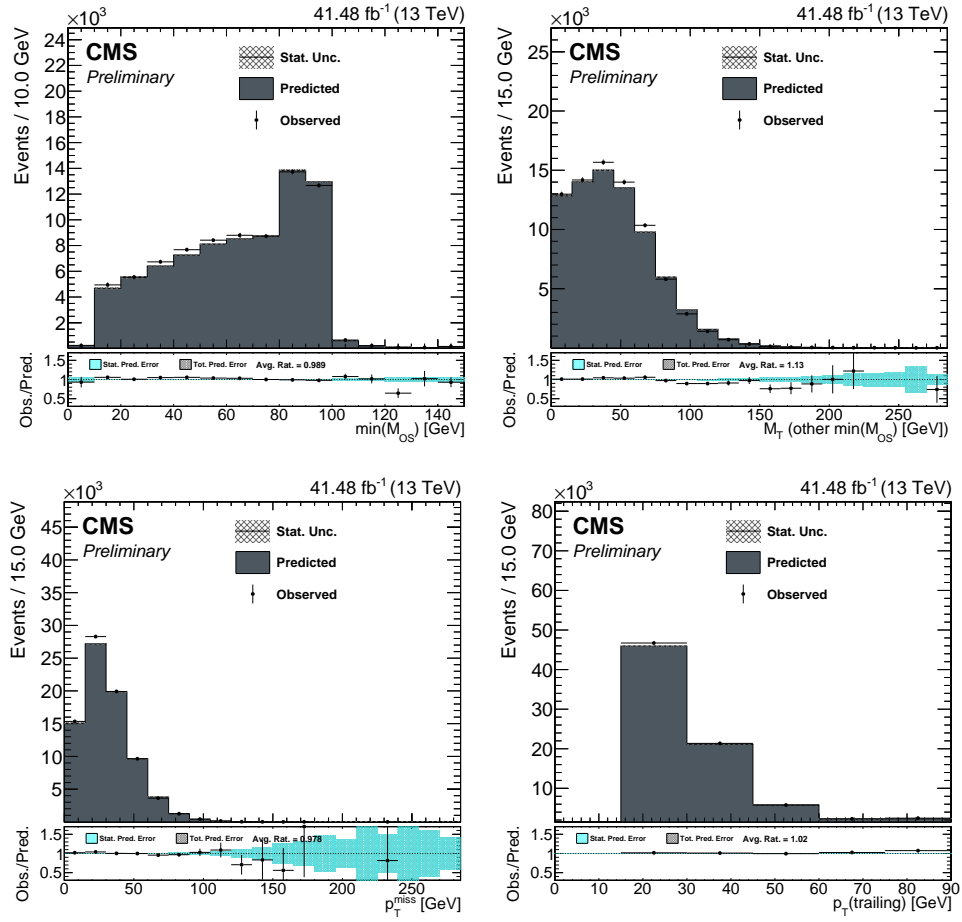 ×10³ 41.48 fb⁻¹ (13 TeV)
CMS
Preliminary
Stat. Unc.
Predicted
Observed
Events / 10.0 GeV
24
22
20
18
16
14
12
10
8
6
4
2
Stat. Pred. Error Tot. Pred. Error Avg. Rat. = 0.989
Obs./Pred.
1.5
1
0.5
0 20 40 60 80 100 120 140
min(M_OS) [GeV]
×10³ 41.48 fb⁻¹ (13 TeV)
CMS
Preliminary
Stat. Unc.
Predicted
Observed
Events / 15.0 GeV
25
20
15
10
5
Stat. Pred. Error Tot. Pred. Error Avg. Rat. = 1.13
Obs./Pred.
1.5
1
0.5
0 50 100 150 200 250
M_T (other min(M_OS)) [GeV]
×10³ 41.48 fb⁻¹ (13 TeV)
CMS
Preliminary
Stat. Unc.
Predicted
Observed
Events / 15.0 GeV
45
40
35
30
25
20
15
10
5
Stat. Pred. Error Tot. Pred. Error Avg. Rat. = 0.978
Obs./Pred.
1.5
1
0.5
0 50 100 150 200 250
p_T^miss [GeV]
×10³ 41.48 fb⁻¹ (13 TeV)
CMS
Preliminary
Stat. Unc.
Predicted
Observed
Events / 15.0 GeV
80
70
60
50
40
30
20
10
Stat. Pred. Error Tot. Pred. Error Avg. Rat. = 1.02
Obs./Pred.
1.5
1
0.5
0 10 20 30 40 50 60 70 80 90
p_T(trailing) [GeV]